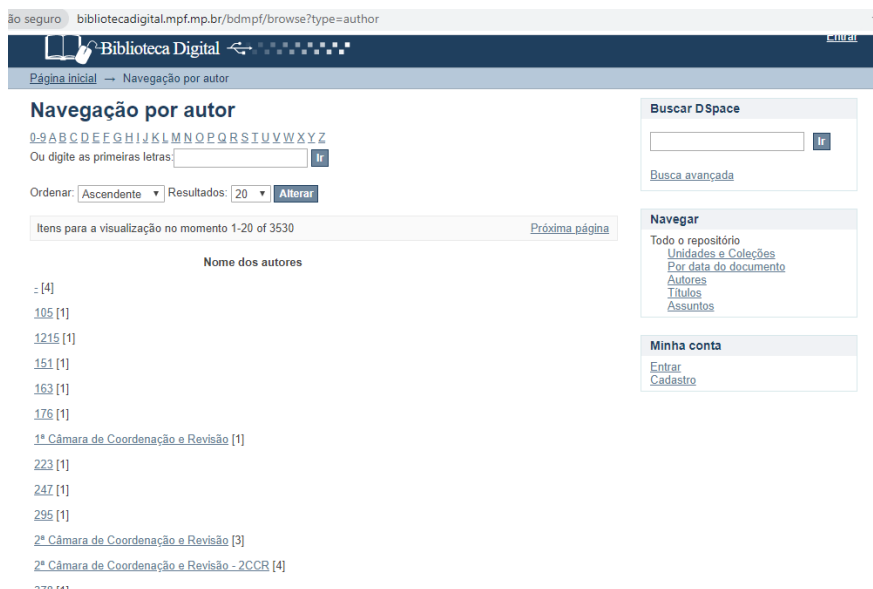 ão seguro bibliotecadigital.mpf.mp.br/bdmpf/browse?type=author
Biblioteca Digital
Entrar
Página inicial → Navegação por autor
Navegação por autor
0-9 A B C D E F G H I J K L M N O P Q R S T U V W X Y Z
Ou digite as primeiras letras: Ir
Ordenar: Ascendente Resultados: 20 Alterar
Itens para a visualização no momento 1-20 of 3530 Próxima página
Nome dos autores
- [4]
105 [1]
1215 [1]
151 [1]
163 [1]
176 [1]
1ª Câmara de Coordenação e Revisão [1]
223 [1]
247 [1]
295 [1]
2ª Câmara de Coordenação e Revisão [3]
2ª Câmara de Coordenação e Revisão - 2CCR [4]
Buscar DSpace
Ir
Busca avançada
Navegar
Todo o repositório
Unidades e Coleções
Por data do documento
Autores
Títulos
Assuntos
Minha conta
Entrar
Cadastro